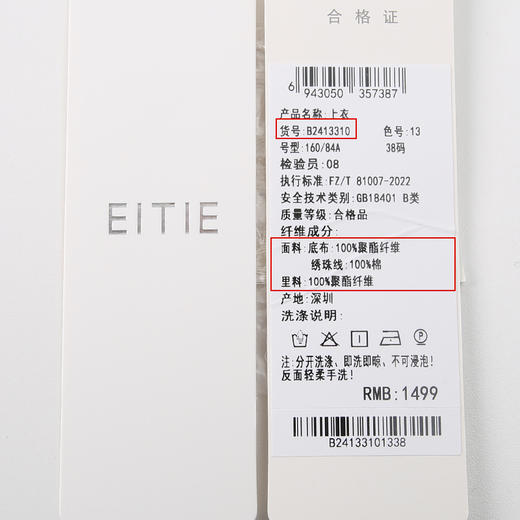 EITIE
合格证
6 943050 357387
产品名称:上衣
货号:B2413310 色号:13
号型:160/84A 38码
检验员:08
执行标准:FZ/T 81007-2022
安全技术类别:GB18401 B类
质量等级:合格品
纤维成分:
面料:底布:100%聚酯纤维
绣珠线:100%棉
里料:100%聚酯纤维
产地:深圳
洗涤说明:
注:分开洗涤、即洗即晾、不可浸泡!
反面轻柔手洗!
RMB:1499
B24133101338